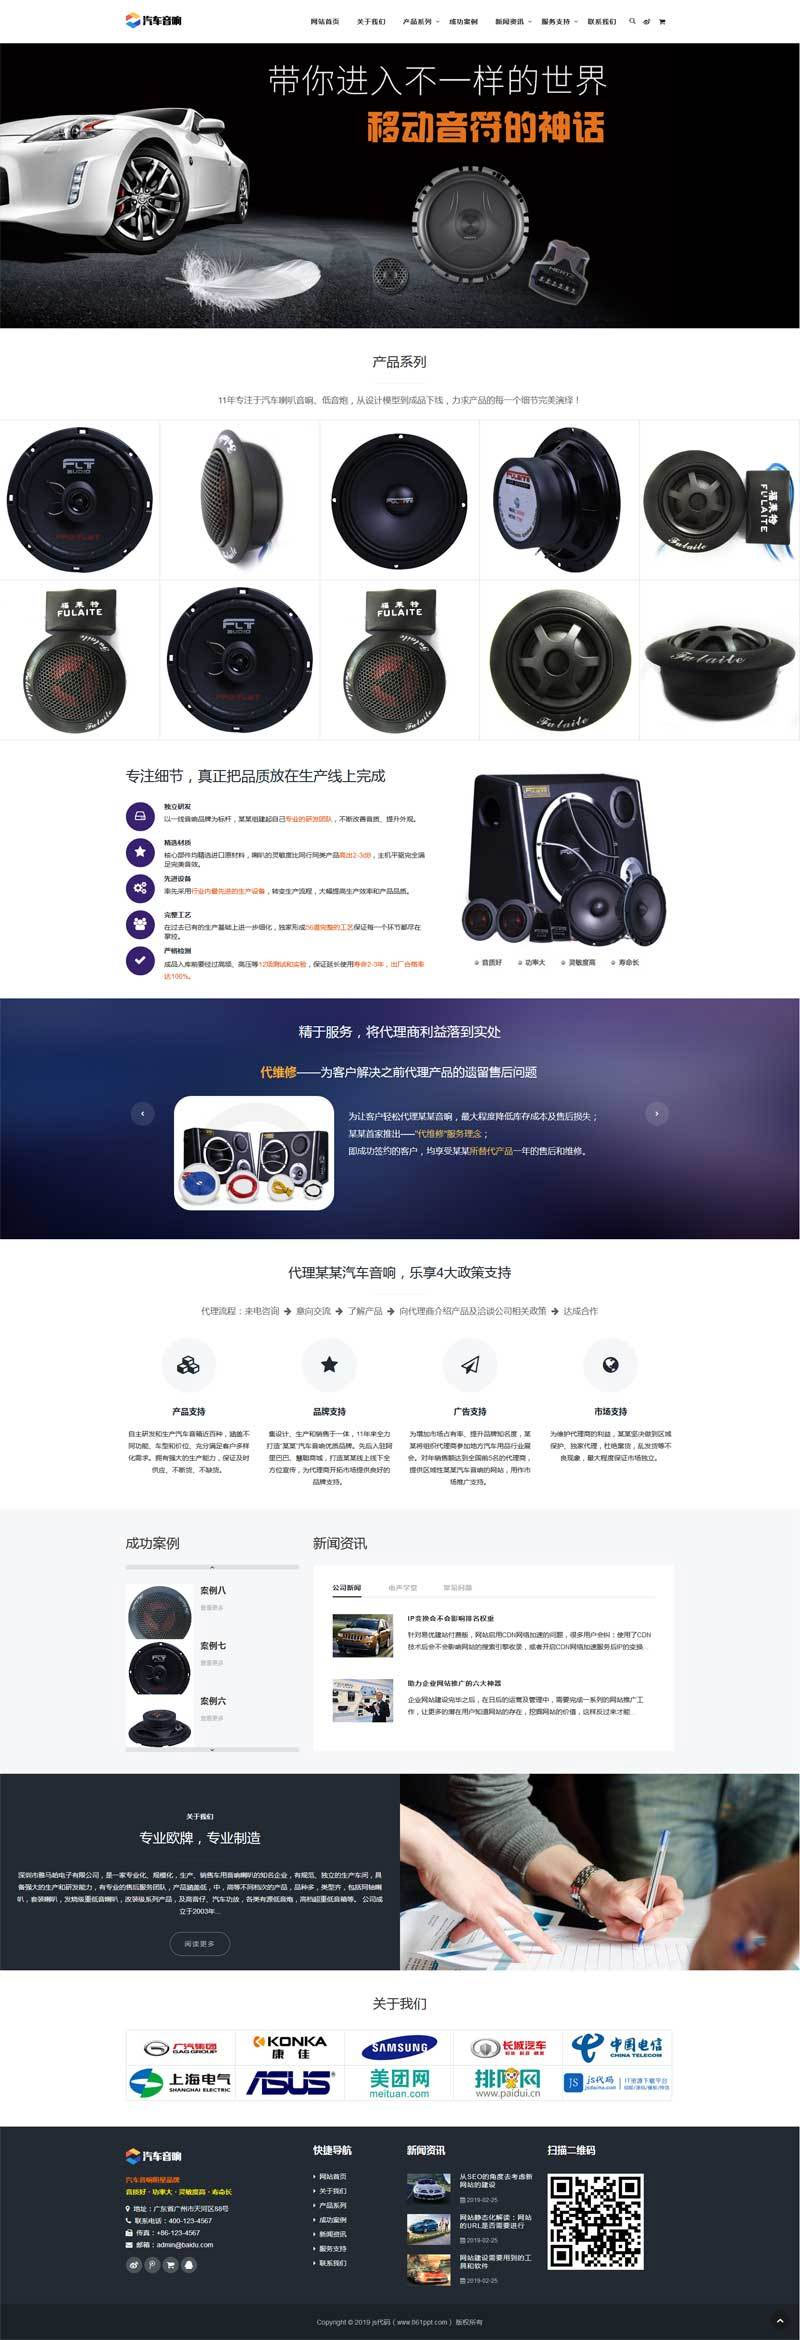 汽车音响
网站首页 关于我们 产品系列 成功案例 新闻资讯 服务支持 联系我们
带你进入不一样的世界
移动音符的神话
HERTZ
产品系列
11年专注于汽车喇叭音响、低音炮，从设计模型到成品下线，力求产品的每一个细节完美演绎！
FLT AUDIO
福莱特 FULAITE
Fulaite
福莱特 FULAITE
Fulaite
FLT AUDIO
福莱特 FULAITE
Fulaite
Fulaite
Fulaite
专注细节，真正把品质放在生产线上完成
独立研发
以一线音响品牌为标杆，某某组建起自己专业的研发团队，不断改善音质、提升外观。
精选材质
核心部件均精选进口原材料，喇叭的灵敏度比同行同类产品高出2-3dB，主机平驱完全满足完美音效。
先进设备
率先采用行业内最先进的生产设备，转变生产流程，大幅提高生产效率和产品品质。
完整工艺
在过去已有的生产基础上进一步细化，独家形成36道完整的工艺保证每一个环节都尽在掌控。
严格检测
成品入库前要经过高频、高压等12项测试和实验，保证延长使用寿命2-3年，出厂合格率达100%。
音质好 功率大 灵敏度高 寿命长
精于服务，将代理商利益落到实处
代维修——为客户解决之前代理产品的遗留售后问题
为让客户轻松代理某某音响，最大程度降低库存成本及售后损失；
某某首家推出——“代维修”服务理念；
即成功签约的客户，均享受某某所替代产品一年的售后和维修。
代理某某汽车音响，乐享4大政策支持
代理流程：来电咨询 意向交流 了解产品 向代理商介绍产品及洽谈公司相关政策 达成合作
产品支持
自主研发和生产汽车音箱近百种，涵盖不同功能、车型和价位、充分满足客户多样化需求。拥有强大的生产能力，保证及时供应、不断货、不缺货。
品牌支持
集设计、生产和销售于一体，11年来全力打造“某某”汽车音响优质品牌。先后入驻阿里巴巴、慧聪商城，打造某某线上线下全方位宣传，为代理商开拓市场提供良好的品牌支持。
广告支持
为增加市场占有率、提升品牌知名度，某某将组织代理商参加地方汽车用品行业展会。对年销售额达到全国前5名的代理商，提供区域性某某汽车音响的网站，用作市场推广支持。
市场支持
为维护代理商的利益，某某坚决做到区域保护、独家代理，杜绝窜货，乱发货等不良现象，最大程度保证市场独立。
成功案例
案例八
查看更多
案例七
查看更多
案例六
查看更多
新闻资讯
公司新闻 电声学堂 常见问题
IP变换会不会影响排名权重
针对易优建站付费版，网站启用CDN网络加速的问题，很多用户会纠：使用了CDN技术后会不会影响网站的搜索引擎收录，或者开启CDN网络加速服务后IP的变换...
助力企业网站推广的六大神器
企业网站建设完毕之后，在日后的运营及管理中，需要完成一系列的网站推广工作，让更多的潜在用户知道网站的存在，挖掘网站的价值，这样反过来才能...
关于我们
专业欧牌，专业制造
深圳市雅马哈电子有限公司，是一家专业化、规模化，生产、销售车用音响喇叭的知名企业，有规范、独立的生产车间，具备强大的生产和研发能力，有专业的售后服务团队，产品涵盖低，中，高等不同档次的产品，品种多，类型齐，包括同轴喇叭，套装喇叭，发烧级重低音喇叭，改装级系列产品，及高音仔、汽车功放，各类有源低音炮，高档超重低音箱等。公司成立于2003年...
阅读更多
关于我们
广汽集团 GAC GROUP
KONKA 康佳
SAMSUNG
长城汽车
中国电信 CHINA TELECOM
上海电气 SHANGHAI ELECTRIC
ASUS
美团网 meituan.com
排队网 www.paidui.cn
JS js代码 IT资源下载平台
汽车音响
汽车音响明星品牌
音质好·功率大·灵敏度高·寿命长
地址：广东省广州市天河区88号
联系电话：400-123-4567
传真：+86-123-4567
邮箱：admin@baidu.com
快捷导航
网站首页
关于我们
产品系列
成功案例
新闻资讯
服务支持
联系我们
新闻资讯
从SEO的角度去考虑新网站的建设
2019-02-25
网站静态化解读：网站的URL是否需要进行
2019-02-25
网站建设需要用到的工具和软件
2019-02-25
扫描二维码
Copyright © 2019 js代码（www.861ppt.com）版权所有